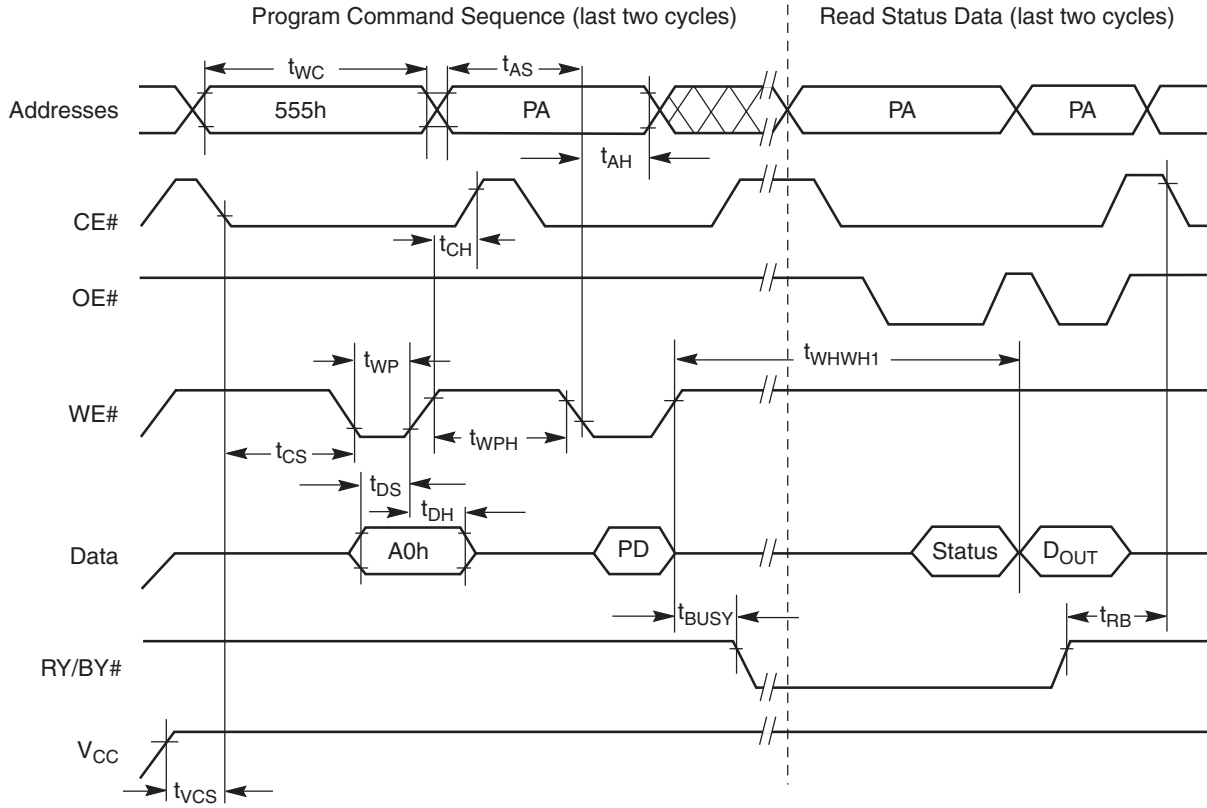 Program Command Sequence (last two cycles)
Read Status Data (last two cycles)
tWC
tAS
Addresses
555h
PA
PA
PA
tAH
CE#
tCH
OE#
tWP
tWHWH1
WE#
tCS
tWPH
tDS
tDH
Data
A0h
PD
Status
DOUT
tBUSY
tRB
RY/BY#
VCC
tVCS